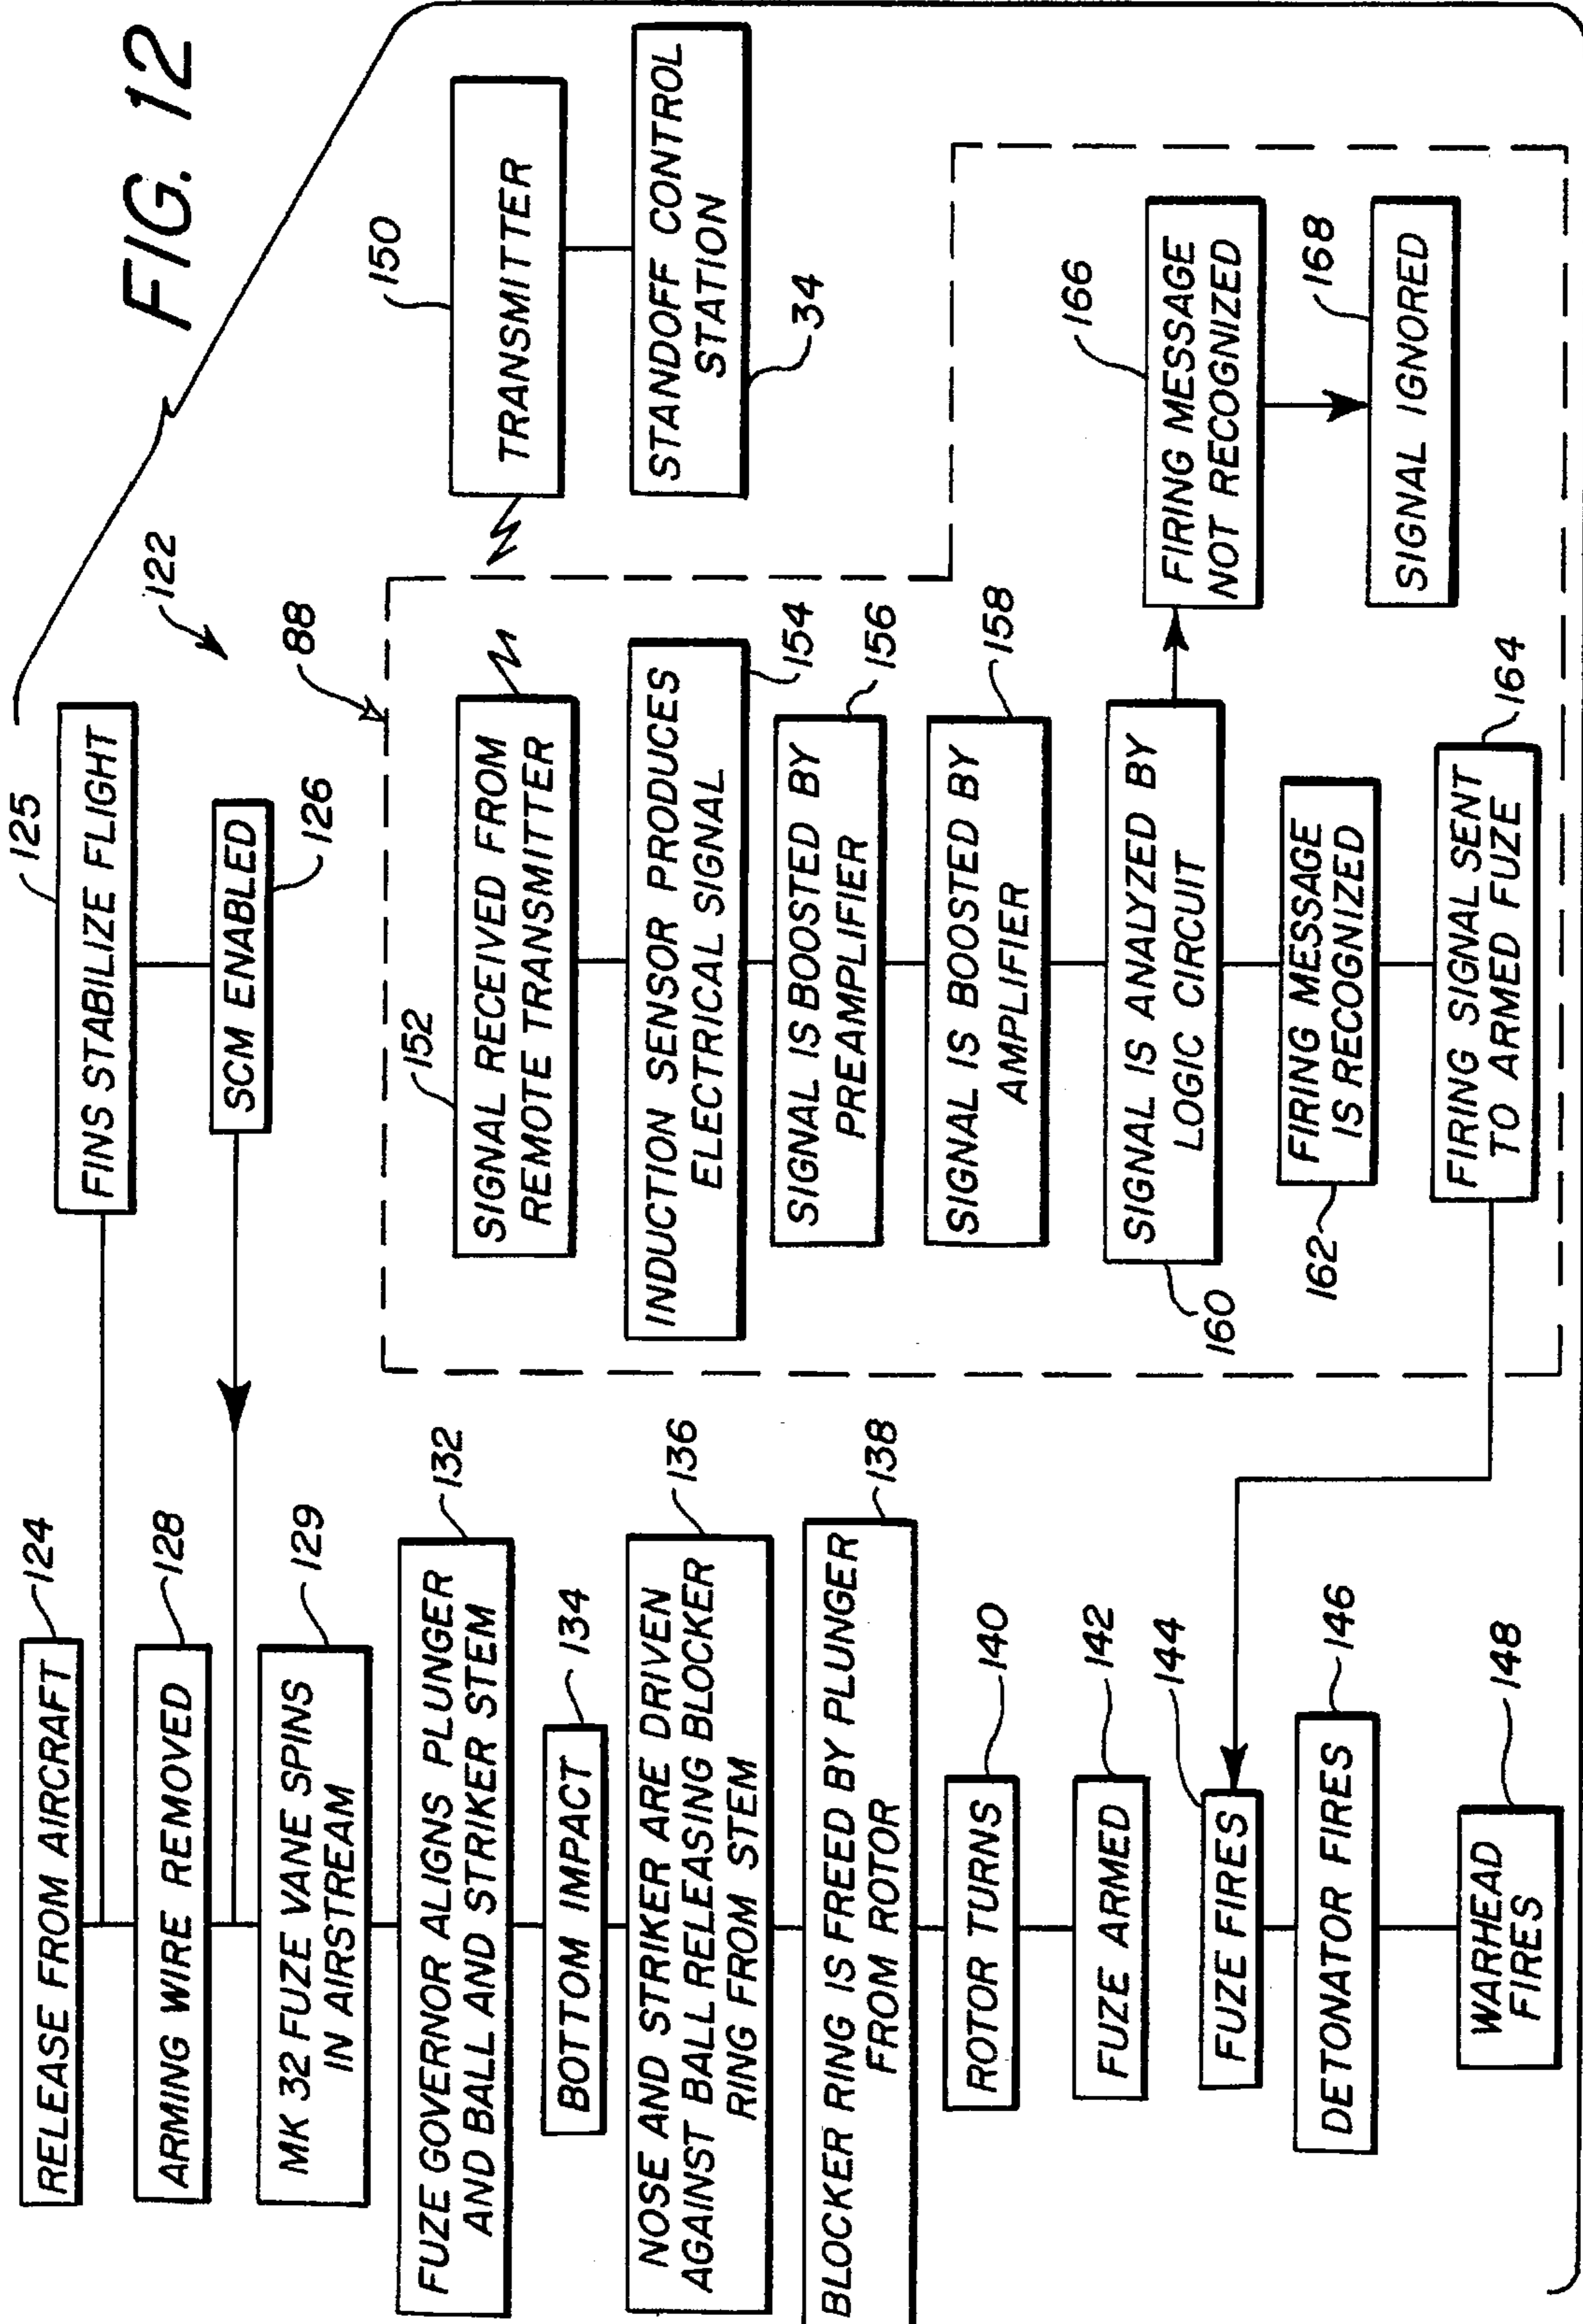 FIG. 12
122
RELEASE FROM AIRCRAFT
124
FINS STABILIZE FLIGHT
125
ARMING WIRE REMOVED
128
SCM ENABLED
126
MK 32 FUZE VANE SPINS
IN AIRSTREAM
129
FUZE GOVERNOR ALIGNS PLUNGER
AND BALL AND STRIKER STEM
132
BOTTOM IMPACT
134
NOSE AND STRIKER ARE DRIVEN
AGAINST BALL RELEASING BLOCKER
RING FROM STEM
136
BLOCKER RING IS FREED BY PLUNGER
FROM ROTOR
138
ROTOR TURNS
140
FUZE ARMED
142
FUZE FIRES
144
DETONATOR FIRES
146
WARHEAD
FIRES
148
88
152
SIGNAL RECEIVED FROM
REMOTE TRANSMITTER
INDUCTION SENSOR PRODUCES
ELECTRICAL SIGNAL
154
SIGNAL IS BOOSTED BY
PREAMPLIFIER
156
SIGNAL IS BOOSTED BY
AMPLIFIER
158
SIGNAL IS ANALYZED BY
LOGIC CIRCUIT
160
FIRING MESSAGE
IS RECOGNIZED
162
FIRING SIGNAL SENT
TO ARMED FUZE
164
150
TRANSMITTER
STANDOFF CONTROL
STATION
34
FIRING MESSAGE
NOT RECOGNIZED
166
SIGNAL IGNORED
168